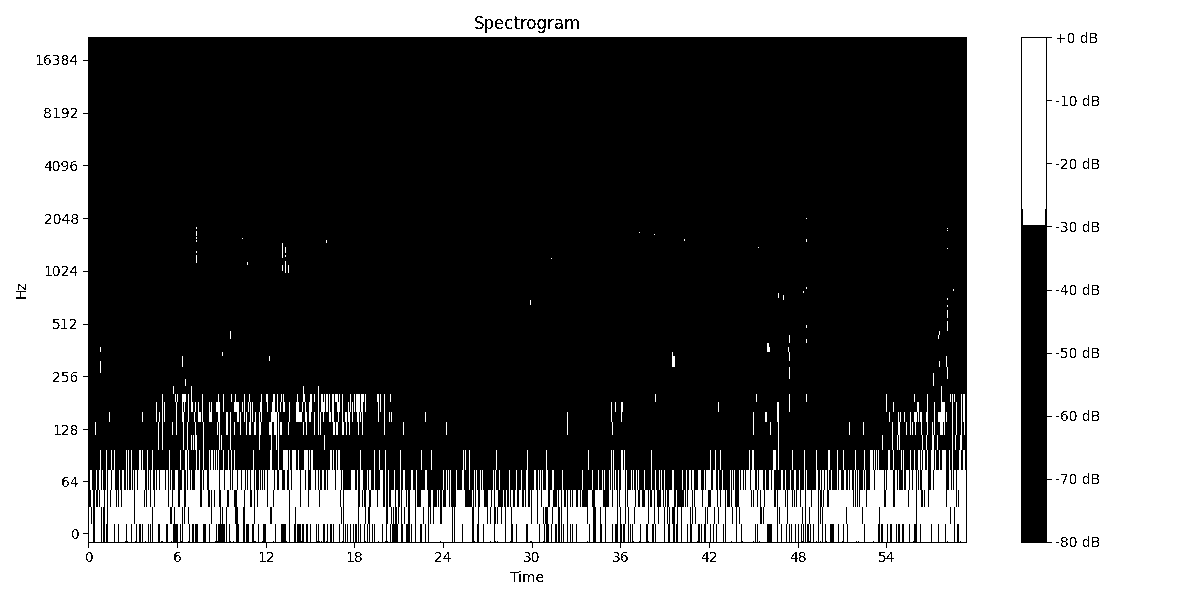 Spectrogram
16384
8192
4096
2048
1024
512
256
128
64
0
Hz
0 6 12 18 24 30 36 42 48 54
Time
+0 dB
-10 dB
-20 dB
-30 dB
-40 dB
-50 dB
-60 dB
-70 dB
-80 dB